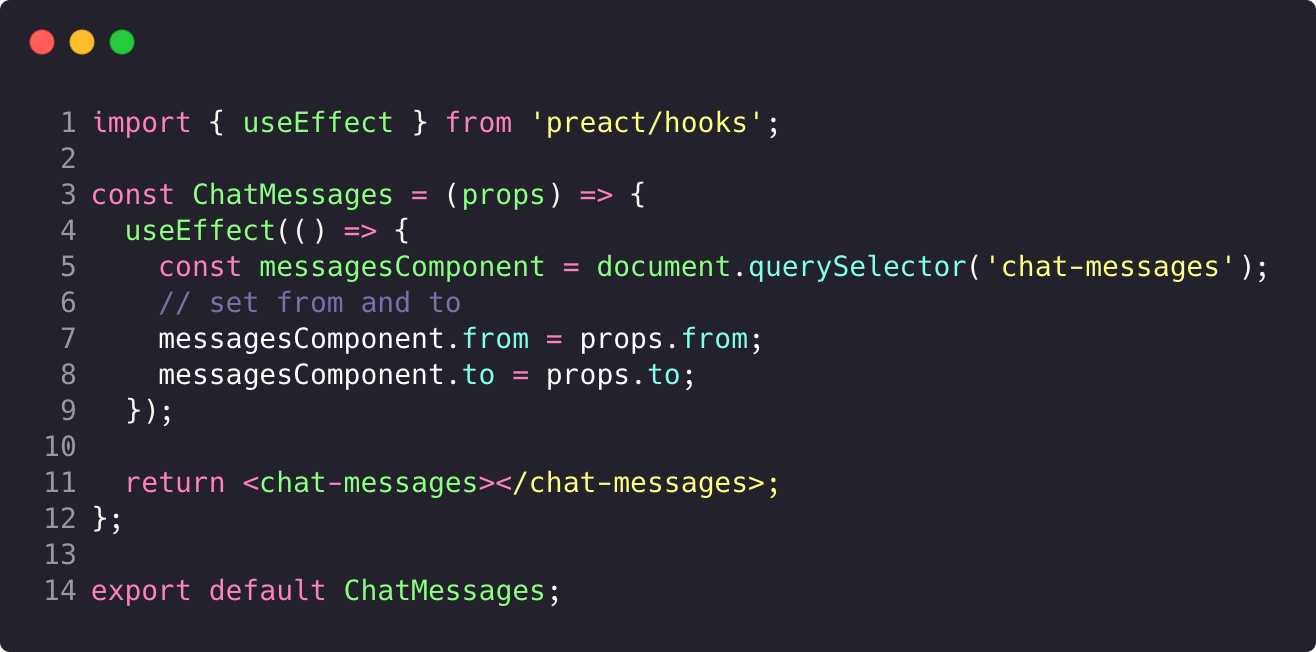 1 import { useEffect } from 'preact/hooks';
2
3 const ChatMessages = (props) => {
4   useEffect(() => {
5     const messagesComponent = document.querySelector('chat-messages');
6     // set from and to
7     messagesComponent.from = props.from;
8     messagesComponent.to = props.to;
9   });
10
11   return <chat-messages></chat-messages>;
12 };
13
14 export default ChatMessages;